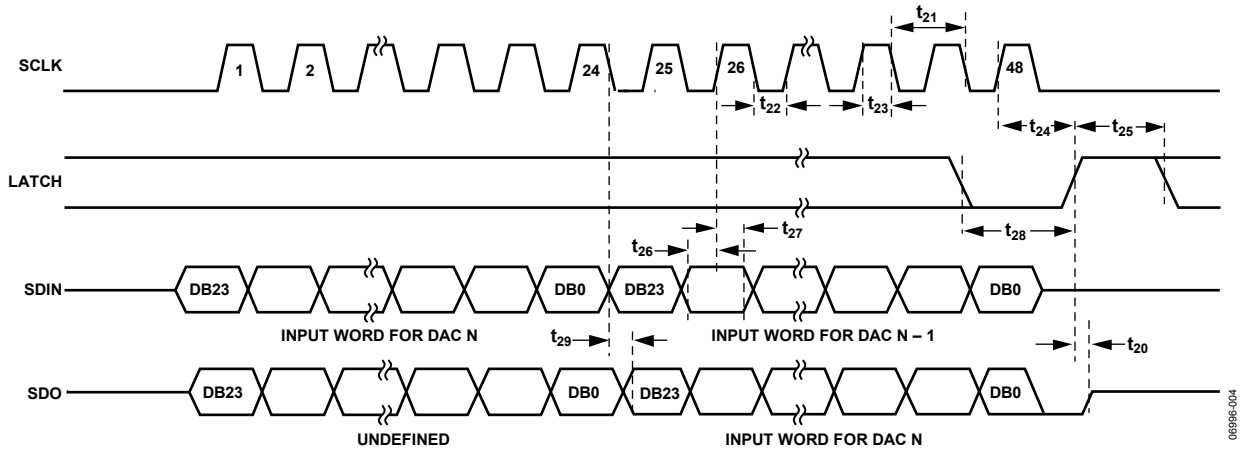 t21
SCLK
1
2
24
25
26
48
t22
t23
t24
t25
LATCH
t28
t26
t27
SDIN
DB23
DB0
DB23
DB0
INPUT WORD FOR DAC N
INPUT WORD FOR DAC N – 1
t29
t20
SDO
DB23
DB0
DB23
DB0
UNDEFINED
INPUT WORD FOR DAC N
06996-004